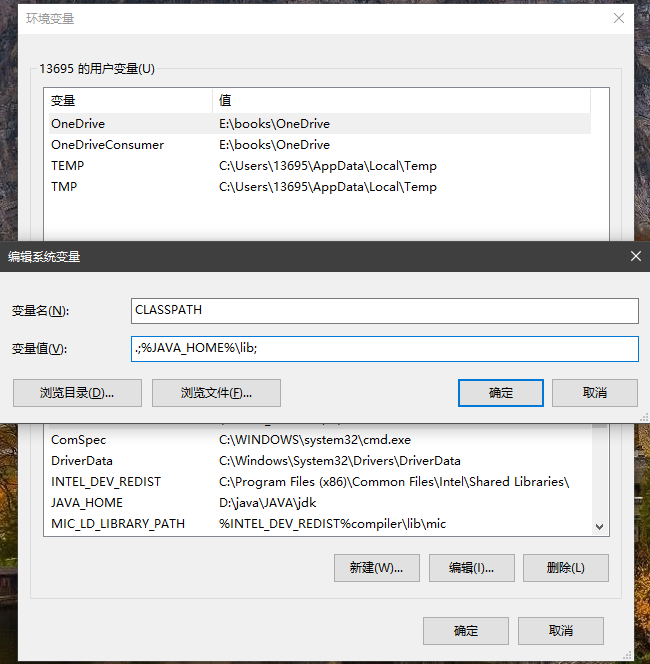 环境变量
13695 的用户变量(U)
变量 值
OneDrive E:\books\OneDrive
OneDriveConsumer E:\books\OneDrive
TEMP C:\Users\13695\AppData\Local\Temp
TMP C:\Users\13695\AppData\Local\Temp
编辑系统变量
变量名(N): CLASSPATH
变量值(V): .;%JAVA_HOME%\lib;
浏览目录(D)... 浏览文件(F)... 确定 取消
ComSpec C:\WINDOWS\system32\cmd.exe
DriverData C:\Windows\System32\Drivers\DriverData
INTEL_DEV_REDIST C:\Program Files (x86)\Common Files\Intel\Shared Libraries\
JAVA_HOME D:\java\JAVA\jdk
MIC_LD_LIBRARY_PATH %INTEL_DEV_REDIST%compiler\lib\mic
新建(W)... 编辑(I)... 删除(L)
确定 取消